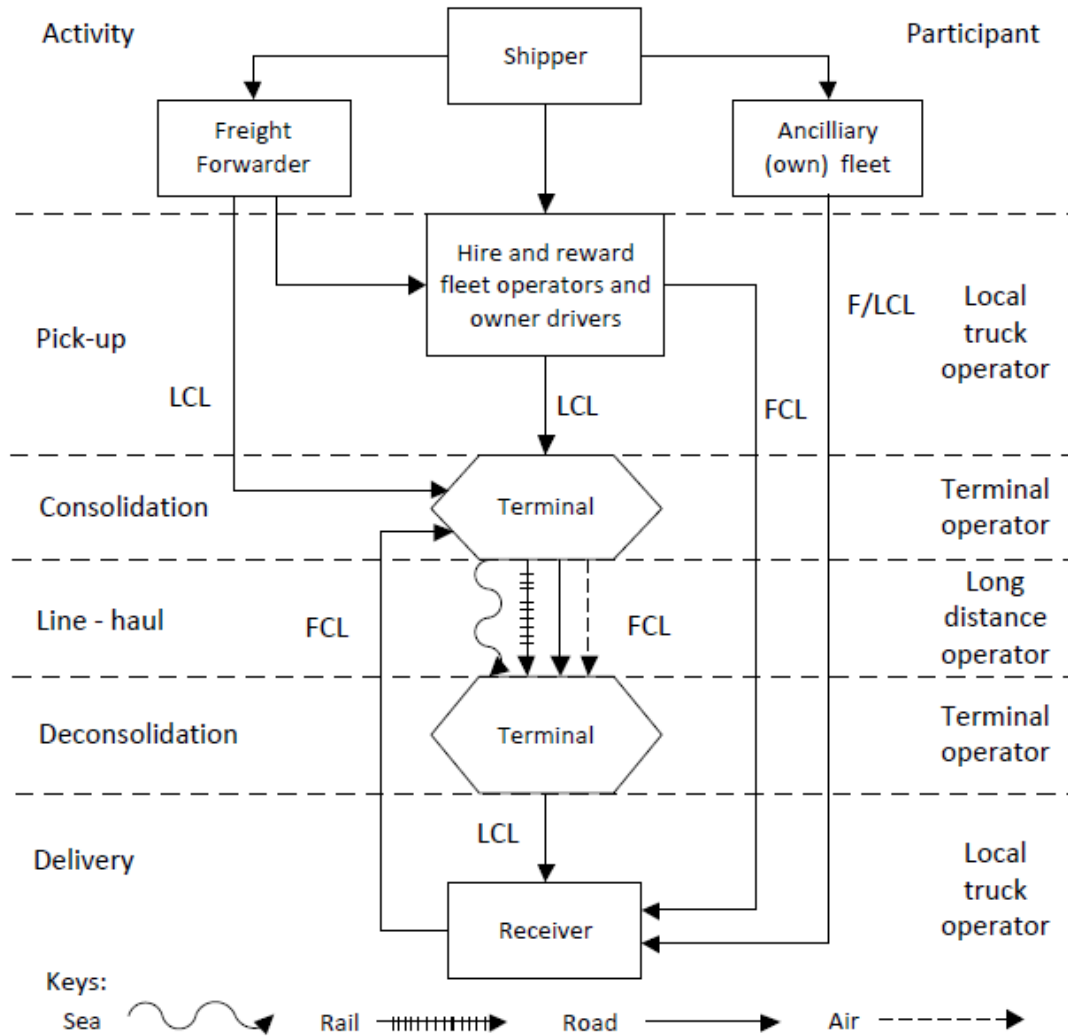 Activity
Shipper
Participant
Freight
Forwarder
Ancilliary
(own) fleet
Hire and reward
fleet operators and
owner drivers
Pick-up
F/LCL
Local
truck
operator
LCL
LCL
FCL
Consolidation
Terminal
Terminal
operator
Line - haul
FCL
FCL
Long
distance
operator
Deconsolidation
Terminal
Terminal
operator
LCL
Delivery
Receiver
Local
truck
operator
Keys:
Sea
Rail
Road
Air